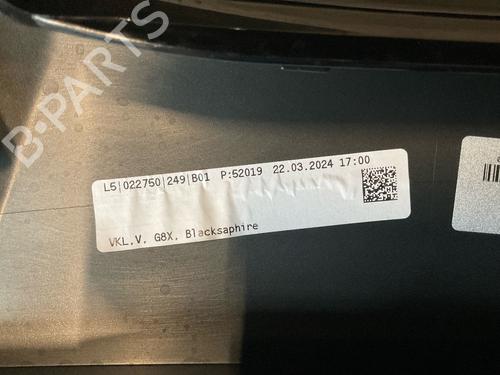 B-PARTS
L5|022750|249|B01 P:52019 22.03.2024 17:00
VKL.V. G8X. Blacksaphire